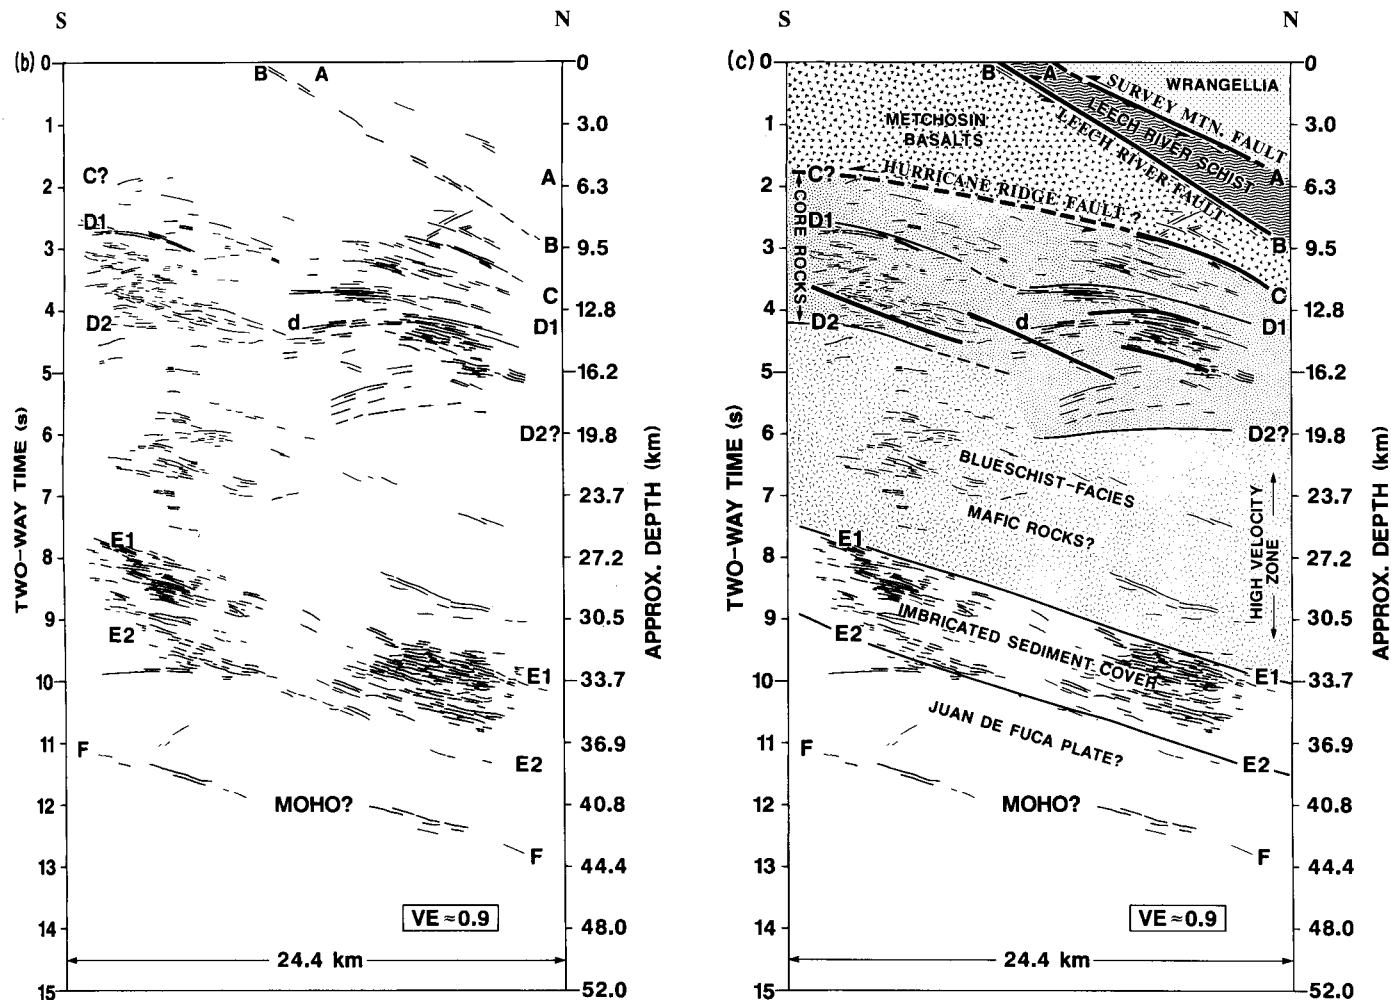 S
N
(b)
0
1
2
3
4
5
6
7
8
9
10
11
12
13
14
15
TWO-WAY TIME (s)
B
A
A
C?
D1
B
C
D2
d
D1
D2?
E1
E2
E1
F
E2
MOHO?
F
VE ≈ 0.9
24.4 km
0
3.0
6.3
9.5
12.8
16.2
19.8
23.7
27.2
30.5
33.7
36.9
40.8
44.4
48.0
52.0
APPROX. DEPTH (km)
S
N
(c)
0
1
2
3
4
5
6
7
8
9
10
11
12
13
14
15
TWO-WAY TIME (s)
B
A
WRANGELLIA
SURVEY MTN. FAULT
LEECH RIVER SCHIST
LEECH RIVER FAULT
METCHOSIN
BASALTS
A
C?
HURRICANE RIDGE FAULT ?
CORE ROCKS
D1
B
C
D2
d
D1
D2?
BLUESCHIST-FACIES
MAFIC ROCKS?
HIGH VELOCITY
ZONE
E1
E2
IMBRICATED SEDIMENT COVER
E1
JUAN DE FUCA PLATE?
F
E2
MOHO?
F
VE ≈ 0.9
24.4 km
0
3.0
6.3
9.5
12.8
16.2
19.8
23.7
27.2
30.5
33.7
36.9
40.8
44.4
48.0
52.0
APPROX. DEPTH (km)